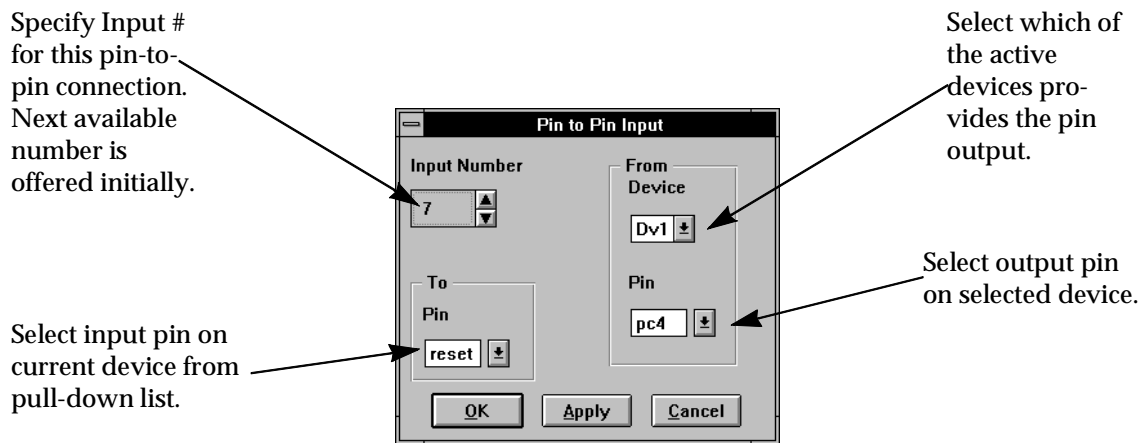 Specify Input #
for this pin-to-
pin connection.
Next available
number is
offered initially.
Select which of
the active
devices pro-
vides the pin
output.
Pin to Pin Input
Input Number
7
From
Device
Dv1
To
Pin
reset
Pin
pc4
Select output pin
on selected device.
Select input pin on
current device from
pull-down list.
OK
Apply
Cancel